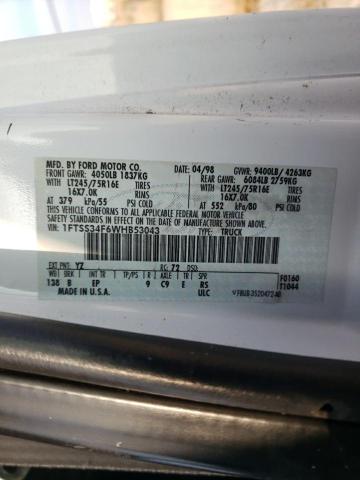 MFD. BY FORD MOTOR CO.
DATE: 04/98 GVWR: 9400LB/ 4263KG
FRONT GAWR: 4050LB 1837KG REAR GAWR: 6084LB 2759KG
WITH
LT245/75R16E TIRES LT245/75R16E TIRES
16X7.0K RIMS 16X7.0K RIMS
AT 379 kPa/55 PSI COLD AT 552 kPa/80 PSI COLD
THIS VEHICLE CONFORMS TO ALL APPLICABLE FEDERAL MOTOR VEHICLE
SAFETY STANDARDS IN EFFECT ON THE DATE OF MANUFACTURE SHOWN ABOVE.
VIN: 1FTSS34F6WHB53043
TYPE: TRUCK
EXT PNT: YZ RC: 72 DSO:
F0160
WB BRK INT TR TP/PS R AXLE TR SPR
T1044
138 B EP 9 C9 E RS
MADE IN U.S.A. ULC